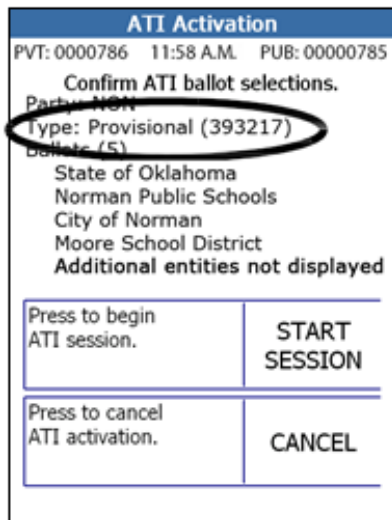 ATI Activation
PVT: 0000786 11:58 A.M. PUB: 00000785
Confirm ATI ballot selections.
Party: NON
Type: Provisional (393217)
Ballots (5)
State of Oklahoma
Norman Public Schools
City of Norman
Moore School District
Additional entities not displayed
Press to begin
ATI session.
START
SESSION
Press to cancel
ATI activation.
CANCEL